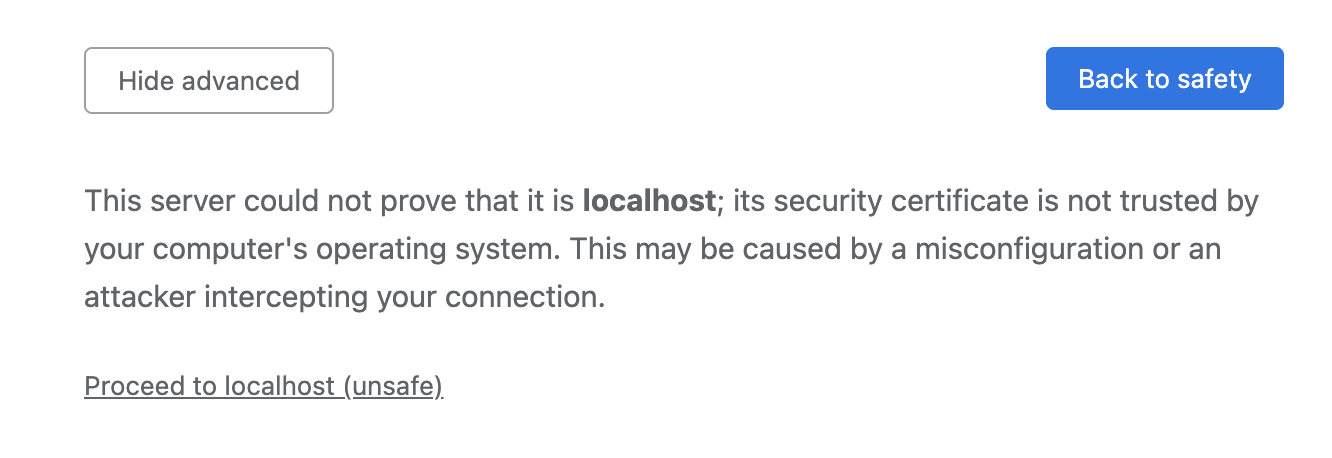 Hide advanced
Back to safety
This server could not prove that it is localhost; its security certificate is not trusted by
your computer's operating system. This may be caused by a misconfiguration or an
attacker intercepting your connection.
Proceed to localhost (unsafe)